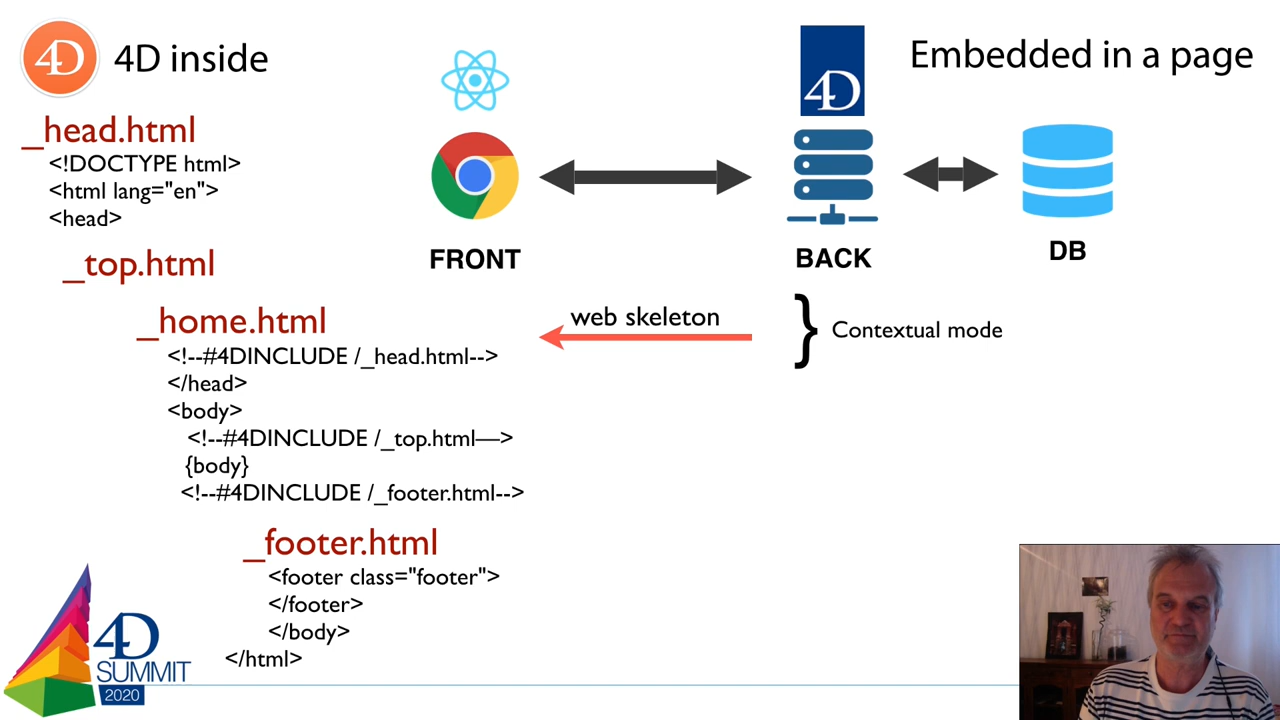 4D
4D inside
4D
Embedded in a page
_head.html
<!DOCTYPE html>
<html lang="en">
<head>
FRONT
BACK
DB
_top.html
_home.html
web skeleton
}
Contextual mode
<!--#4DINCLUDE /_head.html-->
</head>
<body>
<!--#4DINCLUDE /_top.html—>
{body}
<!--#4DINCLUDE /_footer.html-->
_footer.html
<footer class="footer">
</footer>
</body>
</html>
4D
SUMMIT
2020